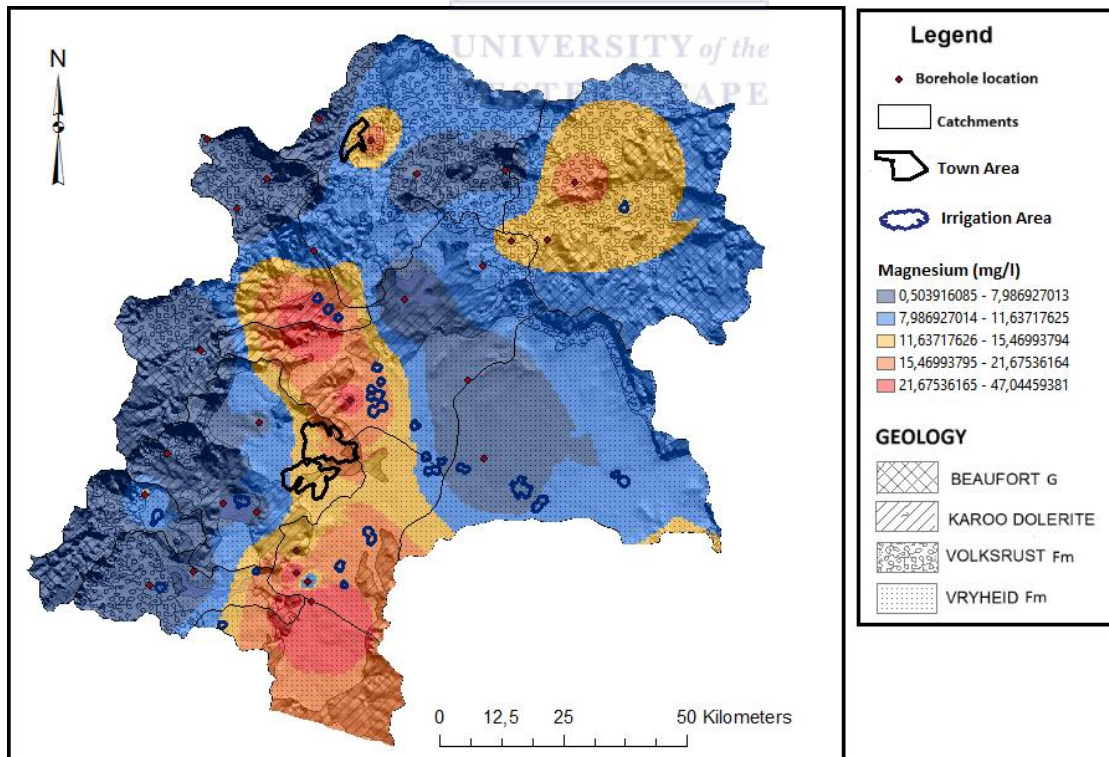 UNIVERSITY of the
N
0 12,5 25 50 Kilometers
Legend
Borehole location
Catchments
Town Area
Irrigation Area
Magnesium (mg/l)
0,503916085 - 7,986927013
7,986927014 - 11,63717625
11,63717626 - 15,46993794
15,46993795 - 21,67536164
21,67536165 - 47,04459381
GEOLOGY
BEAUFORT G
KAROO DOLERITE
VOLKSRUST Fm
VRYHEID Fm